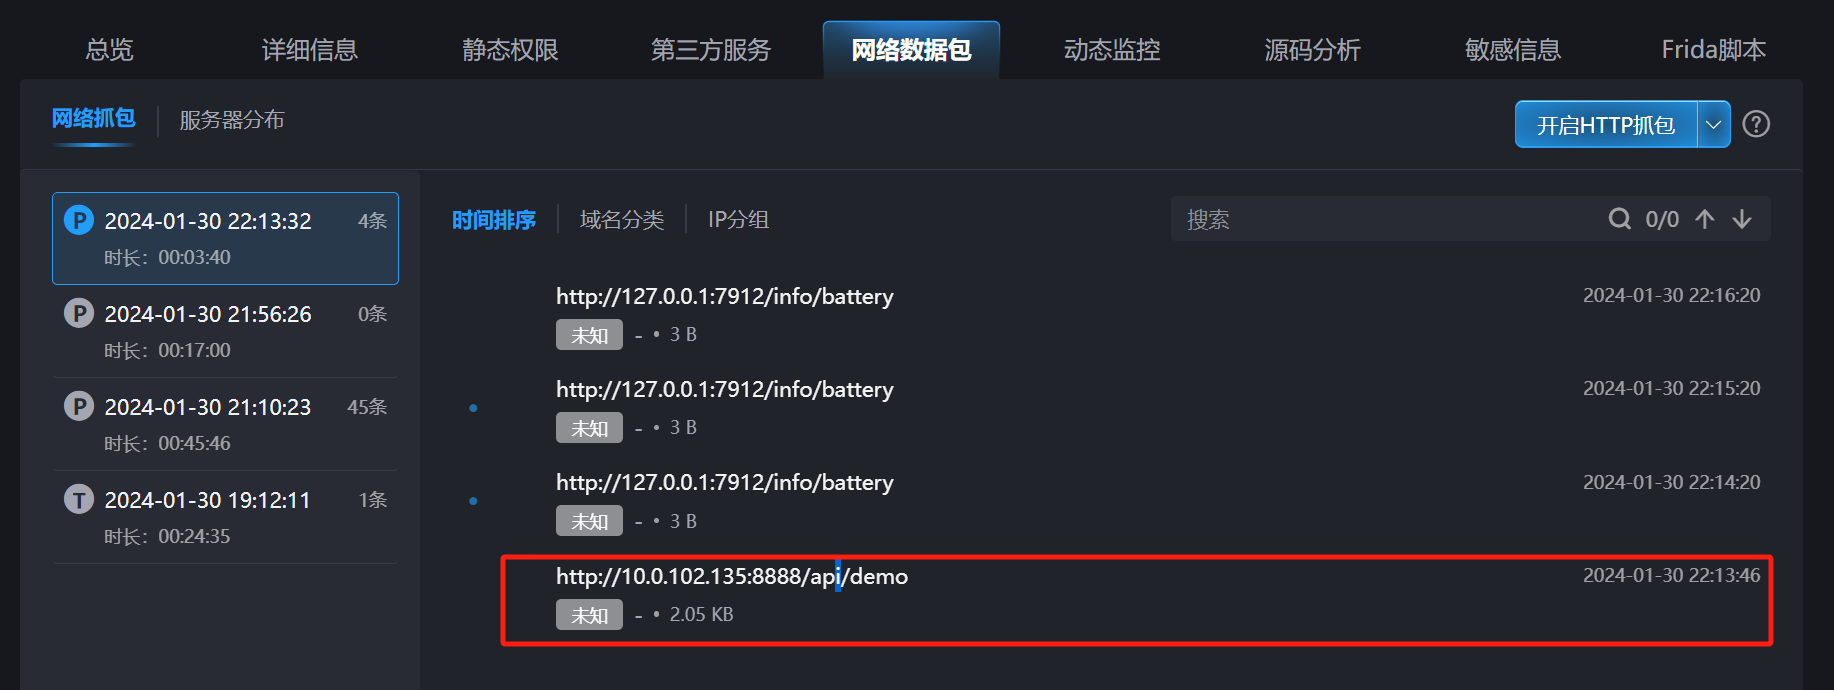 总览 详细信息 静态权限 第三方服务 网络数据包 动态监控 源码分析 敏感信息 Frida脚本
网络抓包 服务器分布 开启HTTP抓包
P 2024-01-30 22:13:32 4条
时长: 00:03:40
P 2024-01-30 21:56:26 0条
时长: 00:17:00
P 2024-01-30 21:10:23 45条
时长: 00:45:46
T 2024-01-30 19:12:11 1条
时长: 00:24:35
时间排序 域名分类 IP分组 搜索 0/0
http://127.0.0.1:7912/info/battery 2024-01-30 22:16:20
未知 - • 3 B
http://127.0.0.1:7912/info/battery 2024-01-30 22:15:20
未知 - • 3 B
http://127.0.0.1:7912/info/battery 2024-01-30 22:14:20
未知 - • 3 B
http://10.0.102.135:8888/api/demo 2024-01-30 22:13:46
未知 - • 2.05 KB